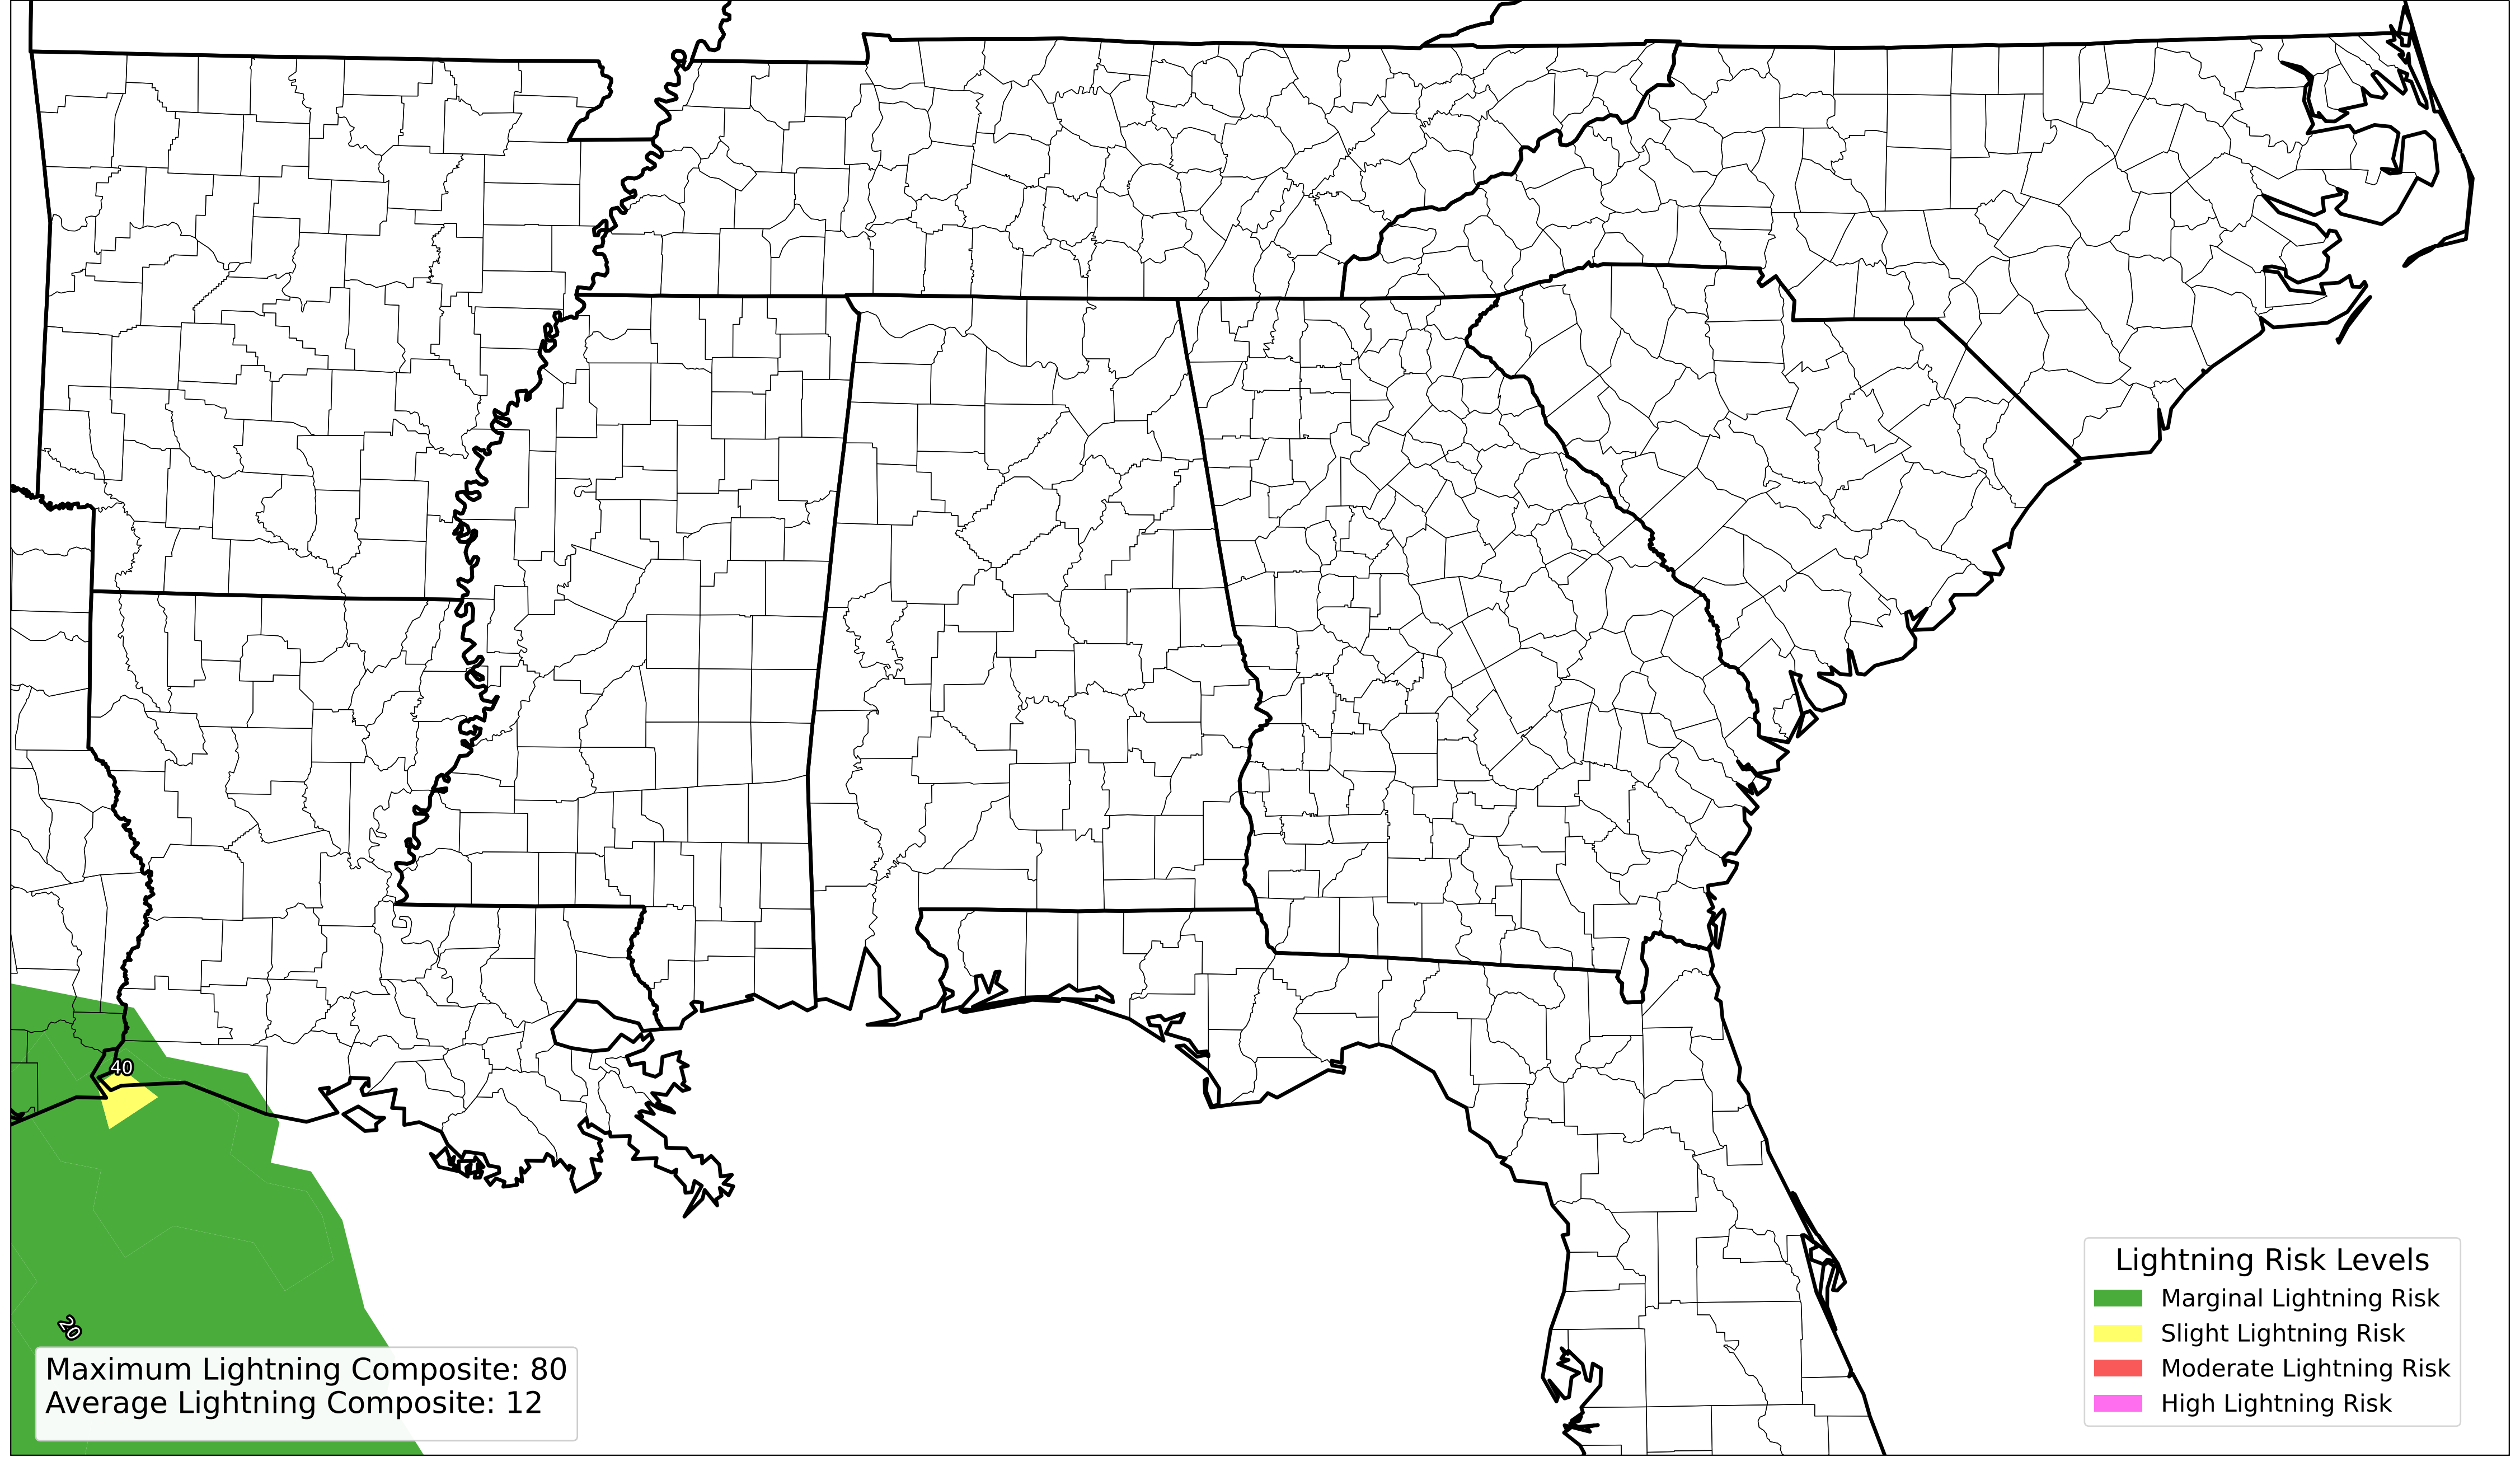 40
20
Maximum Lightning Composite: 80
Average Lightning Composite: 12
Lightning Risk Levels
Marginal Lightning Risk
Slight Lightning Risk
Moderate Lightning Risk
High Lightning Risk